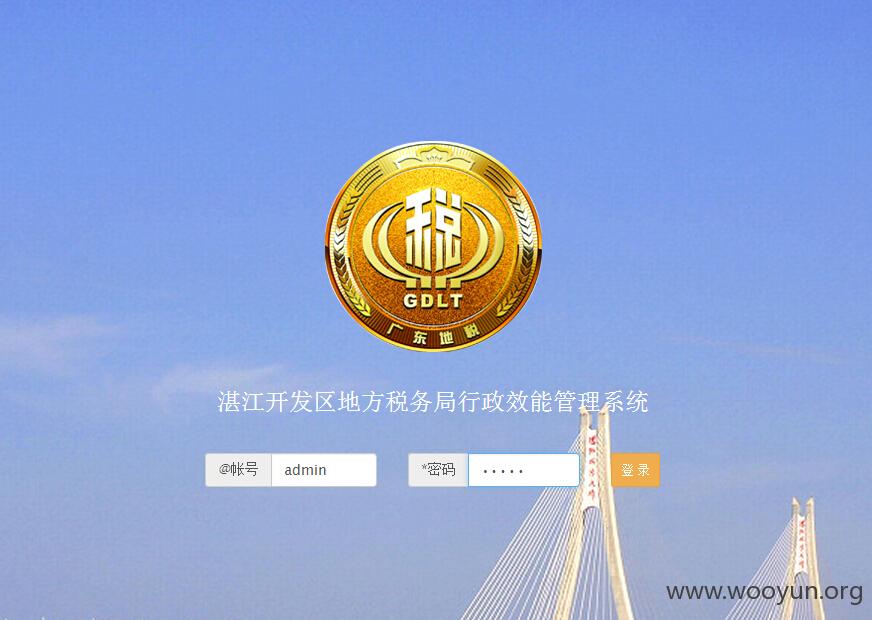 税
GDLT
广东地税
湛江开发区地方税务局行政效能管理系统
@帐号 admin *密码 ••••• 登录
www.wooyun.org